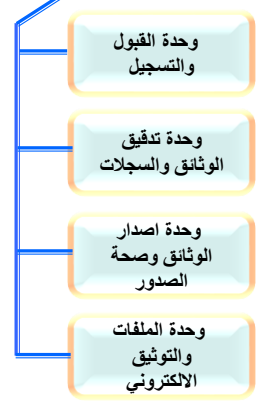 وحدة القبول
والتسجيل
وحدة تدقيق
الوثائق والسجلات
وحدة اصدار
الوثائق وصحة
الصدور
وحدة الملفات
والتوثيق
الالكتروني